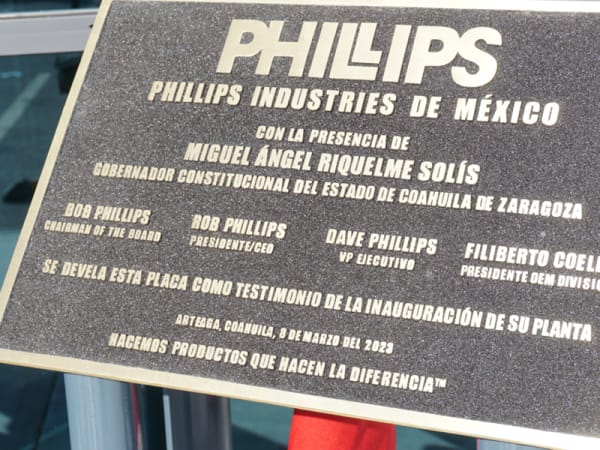 PHILLIPS
PHILLIPS INDUSTRIES DE MÉXICO
CON LA PRESENCIA DE
MIGUEL ÁNGEL RIQUELME SOLÍS
GOBERNADOR CONSTITUCIONAL DEL ESTADO DE COAHUILA DE ZARAGOZA
BOB PHILLIPS
CHAIRMAN OF THE BOARD
ROB PHILLIPS
PRESIDENTE/CEO
DAVE PHILLIPS
VP EJECUTIVO
FILIBERTO
PRESIDENTE OEM
SE DEVELA ESTA PLACA COMO TESTIMONIO DE LA INAUGURACIÓN DE SU PLANTA
ARTEAGA, COAHUILA, 8 DE MARZO DEL 2023
HACEMOS PRODUCTOS QUE HACEN LA DIFERENCIA™